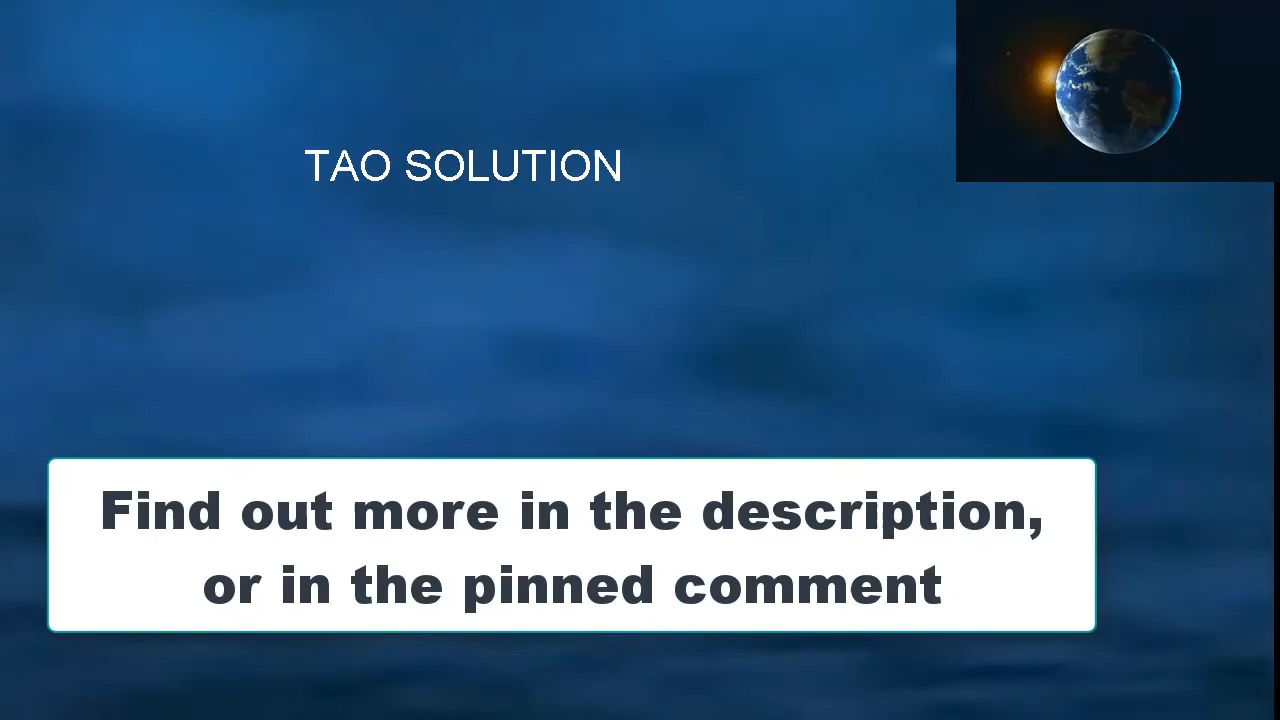 TAO SOLUTION
Find out more in the description,
or in the pinned comment